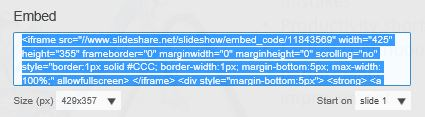 Embed
<iframe src="//www.slideshare.net/slideshow/embed_code/11843569" width="425"
height="355" frameborder="0" marginwidth="0" marginheight="0" scrolling="no"
style="border:1px solid #CCC; border-width:1px; margin-bottom:5px; max-width:
100%;" allowfullscreen> </iframe> <div style="margin-bottom:5px"> <strong> <a
Size (px) 429x357 Start on slide 1